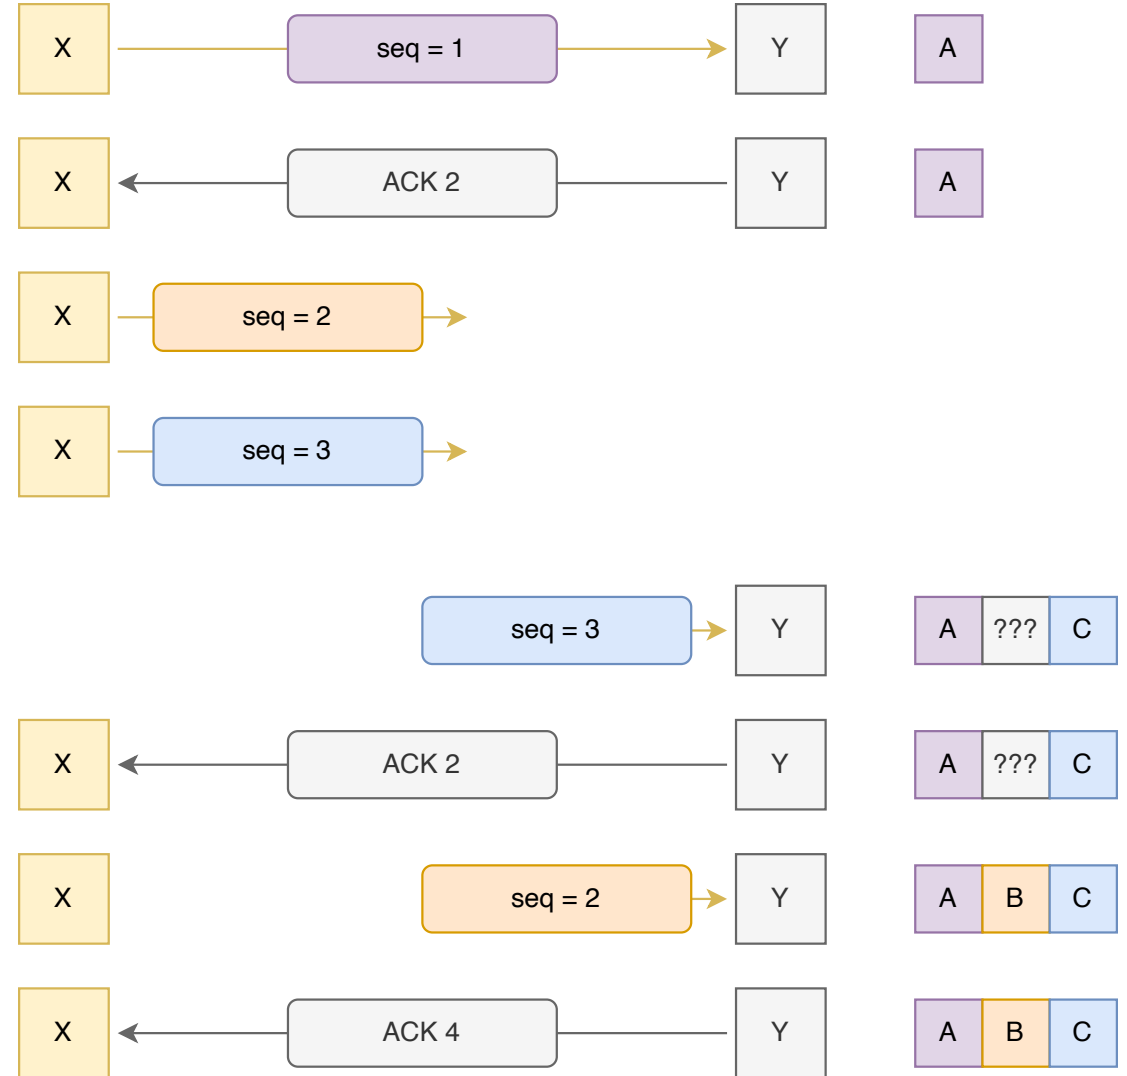 X seq = 1 Y A
X ACK 2 Y A
X seq = 2
X seq = 3
seq = 3 Y A ??? C
X ACK 2 Y A ??? C
X seq = 2 Y A B C
X ACK 4 Y A B C